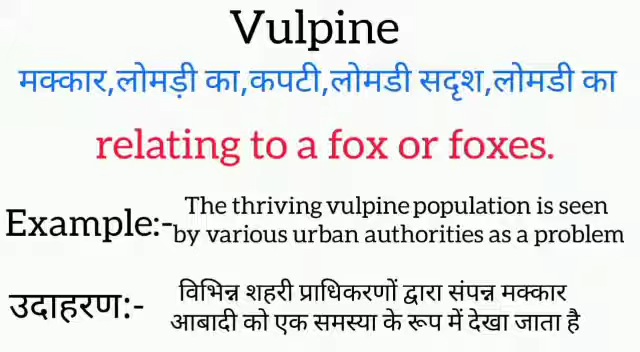 Vulpine
मक्कार,लोमड़ी का,कपटी,लोमडी सदृश,लोमडी का
relating to a fox or foxes.
Example:-
The thriving vulpine population is seen
by various urban authorities as a problem
उदाहरण:-
विभिन्न शहरी प्राधिकरणों द्वारा संपन्न मक्कार
आबादी को एक समस्या के रूप में देखा जाता है